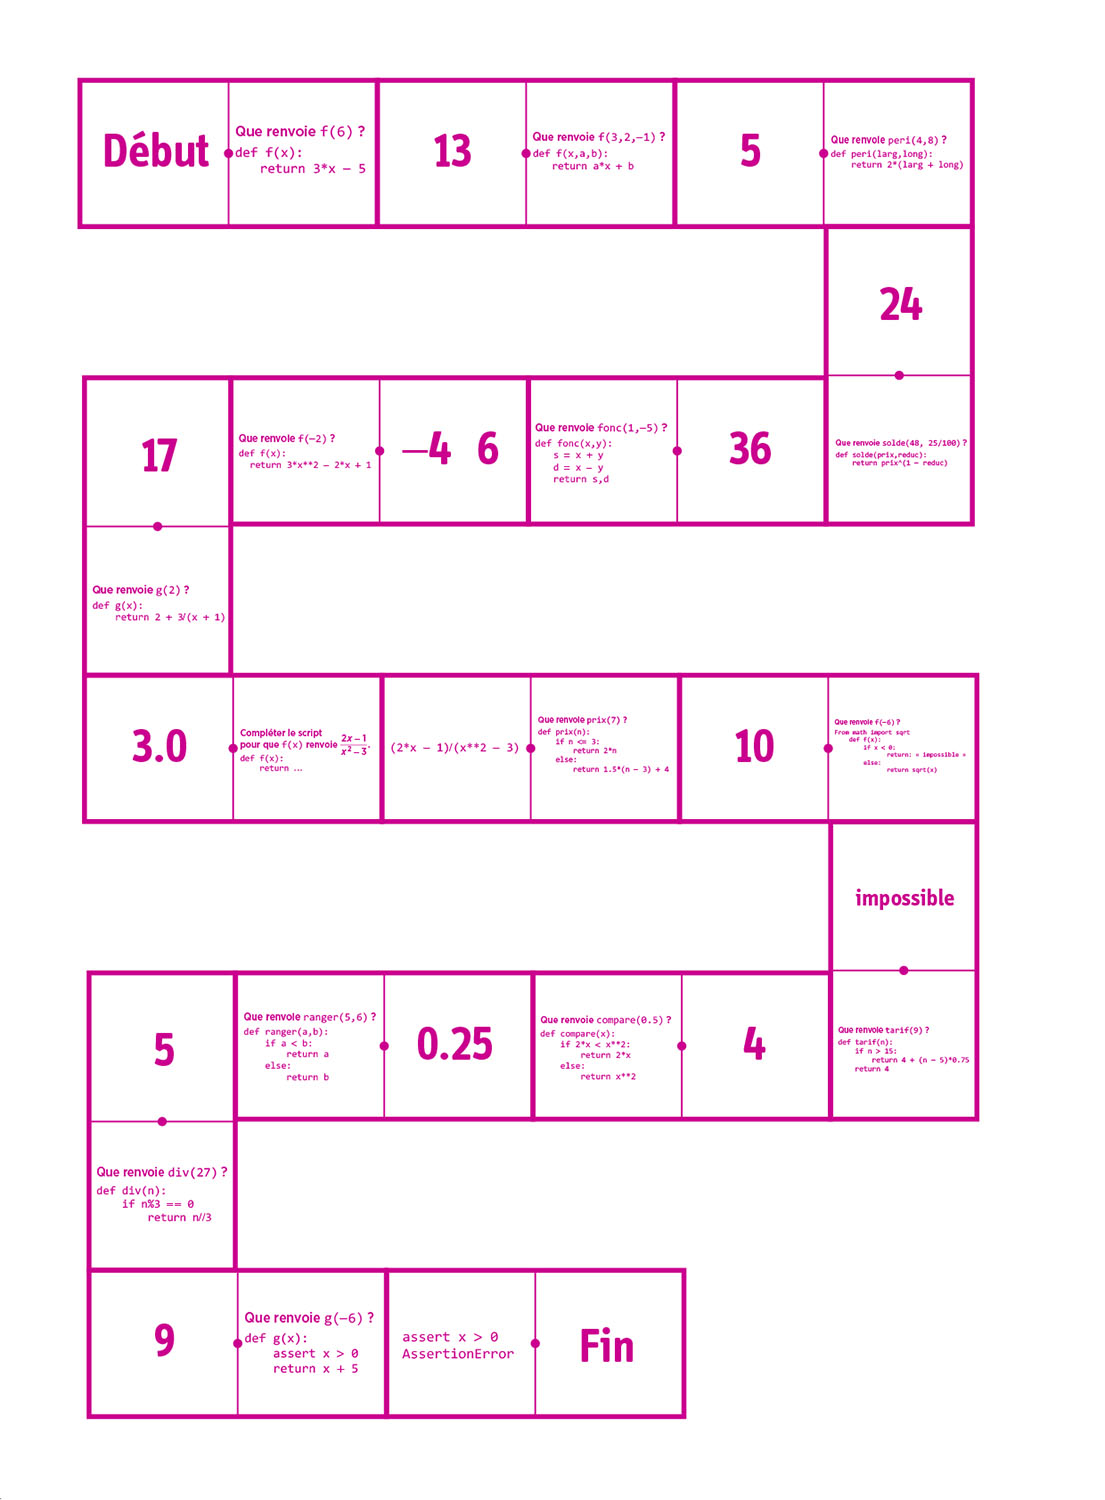 Début
Que renvoie f(6) ?
def f(x):
    return 3*x – 5
13
Que renvoie f(3,2,–1) ?
def f(x,a,b):
    return a*x + b
5
Que renvoie peri(4,8) ?
def peri(larg,long):
    return 2*(larg + long)
24
Que renvoie solde(48, 25/100) ?
def solde(prix,reduc):
    return prix^(1 – reduc)
36
Que renvoie fonc(1,–5) ?
def fonc(x,y):
    s = x + y
    d = x – y
    return s,d
–4 6
Que renvoie f(–2) ?
def f(x):
    return 3*x**2 – 2*x + 1
17
Que renvoie g(2) ?
def g(x):
    return 2 + 3/(x + 1)
3.0
Compléter le script
pour que f(x) renvoie (2x – 1)/(x² – 3).
def f(x):
    return ...
(2*x – 1)/(x**2 – 3)
Que renvoie prix(7) ?
def prix(n):
    if n <= 3:
        return 2*n
    else:
        return 1.5*(n – 3) + 4
10
Que renvoie f(–6) ?
From math import sqrt
    def f(x):
        if x < 0:
            return: « impossible »
        else:
            return sqrt(x)
impossible
Que renvoie tarif(9) ?
def tarif(n):
    if n > 15:
        return 4 + (n – 5)*0.75
    return 4
4
Que renvoie compare(0.5) ?
def compare(x):
    if 2*x < x**2:
        return 2*x
    else:
        return x**2
0.25
Que renvoie ranger(5,6) ?
def ranger(a,b):
    if a < b:
        return a
    else:
        return b
5
Que renvoie div(27) ?
def div(n):
    if n%3 == 0
        return n//3
9
Que renvoie g(–6) ?
def g(x):
    assert x > 0
    return x + 5
assert x > 0
AssertionError
Fin